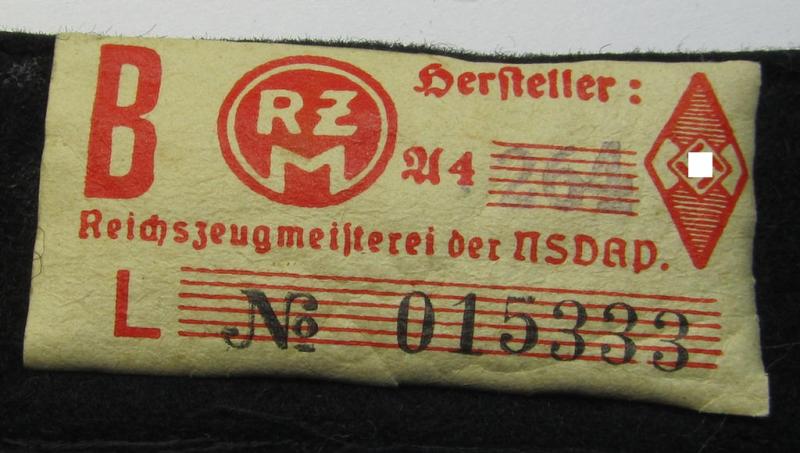 B RZM Hersteller:
A4 264
Reichszeugmeisterei der NSDAP.
L № 015333